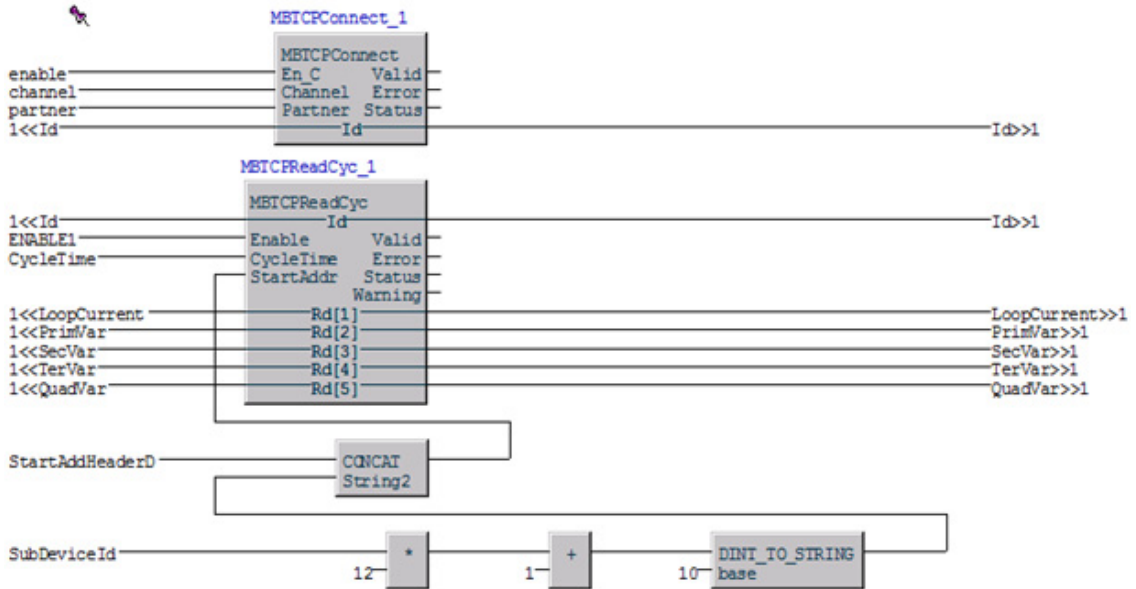 MBTCPConnect_1
MBTCPConnect
enable En_C Valid
channel Channel Error
partner Partner Status
1<<Id Id Id>>1
MBTCPReadCyc_1
MBTCPReadCyc
1<<Id Id Id>>1
ENABLE1 Enable Valid
CycleTime CycleTime Error
StartAddr Status
Warning
1<<LoopCurrent Rd[1] LoopCurrent>>1
1<<PrimVar Rd[2] PrimVar>>1
1<<SecVar Rd[3] SecVar>>1
1<<TerVar Rd[4] TerVar>>1
1<<QuadVar Rd[5] QuadVar>>1
StartAddHeaderD CONCAT
String2
SubDeviceId * + DINT_TO_STRING
12 1 10 base